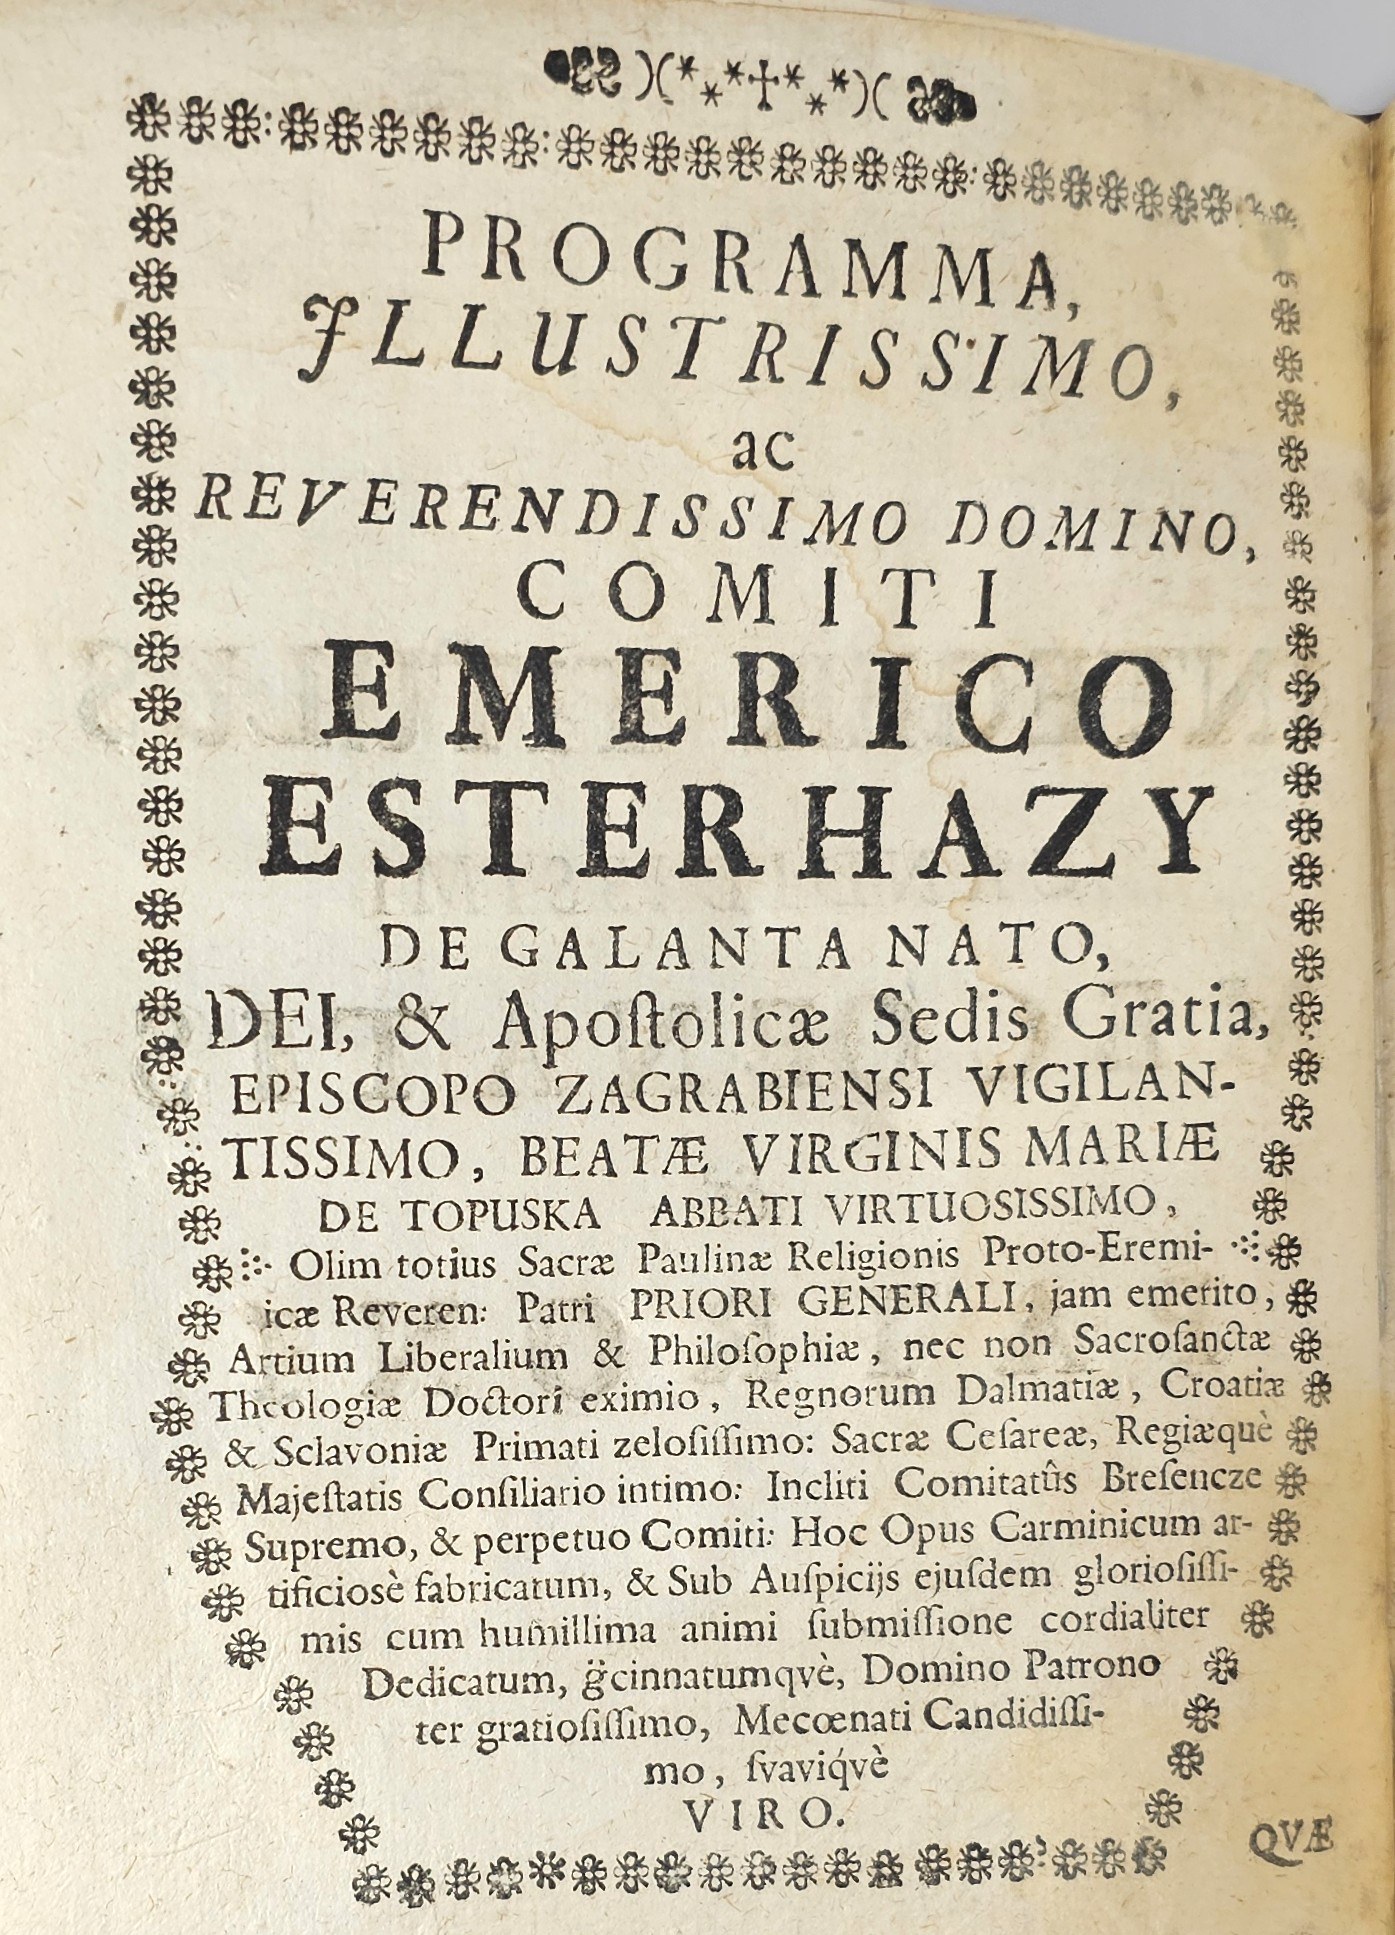 PROGRAMMA,
JLLUSTRISSIMO,
ac
REVERENDISSIMO DOMINO,
COMITI
EMERICO
ESTERHAZY
DE GALANTA NATO,
DEI, & Apoſtolicæ Sedis Gratia,
EPISCOPO ZAGRABIENSI VIGILAN-
TISSIMO, BEATÆ VIRGINIS MARIÆ
DE TOPUSKA ABBATI VIRTUOSISSIMO,
Olim totius Sacræ Paulinæ Religionis Proto-Eremi-
icæ Reveren: Patri PRIORI GENERALI, jam emerito,
Artium Liberalium & Philoſophiæ, nec non Sacroſanctæ
Theologiæ Doctori eximio, Regnorum Dalmatiæ, Croatiæ
& Sclavoniæ Primati zeloſiſſimo: Sacræ Ceſareæ, Regiæquè
Majeſtatis Conſiliario intimo: Incliti Comitatûs Breſencze
Supremo, & perpetuo Comiti: Hoc Opus Carminicum ar-
tificiosè fabricatum, & Sub Auſpicijs ejuſdem glorioſiſſi-
mis cum humillima animi ſubmiſſione cordialiter
Dedicatum, g̈cinnatumqvè, Domino Patrono
ter gratioſiſſimo, Mecœnati Candidiſſi-
mo, ſvaviq́vè
VIRO.
QVÆ